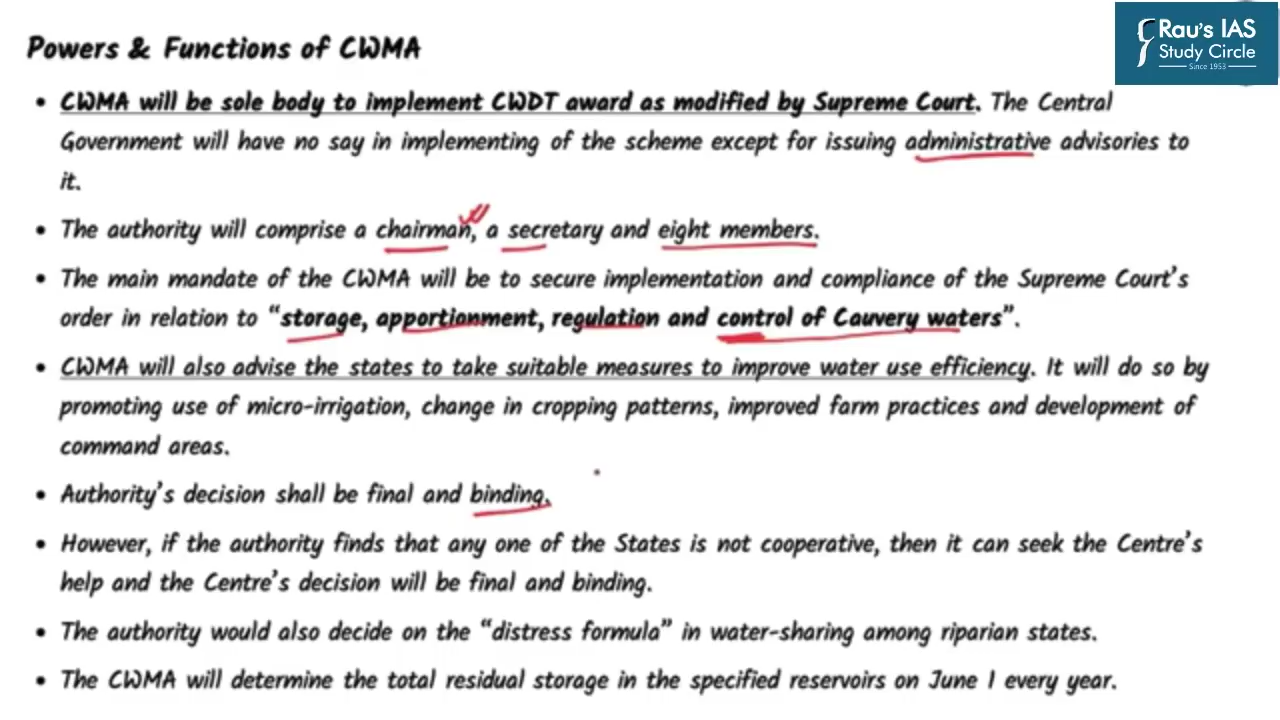 Rau's IAS
Study Circle
Since 1953
Powers & Functions of CWMA
• CWMA will be sole body to implement CWDT award as modified by Supreme Court. The Central
Government will have no say in implementing of the scheme except for issuing administrative advisories to
it.
• The authority will comprise a chairman, a secretary and eight members.
• The main mandate of the CWMA will be to secure implementation and compliance of the Supreme Court's
order in relation to “storage, apportionment, regulation and control of Cauvery waters”.
• CWMA will also advise the states to take suitable measures to improve water use efficiency. It will do so by
promoting use of micro-irrigation, change in cropping patterns, improved farm practices and development of
command areas.
• Authority's decision shall be final and binding.
• However, if the authority finds that any one of the States is not cooperative, then it can seek the Centre's
help and the Centre's decision will be final and binding.
• The authority would also decide on the “distress formula” in water-sharing among riparian states.
• The CWMA will determine the total residual storage in the specified reservoirs on June 1 every year.